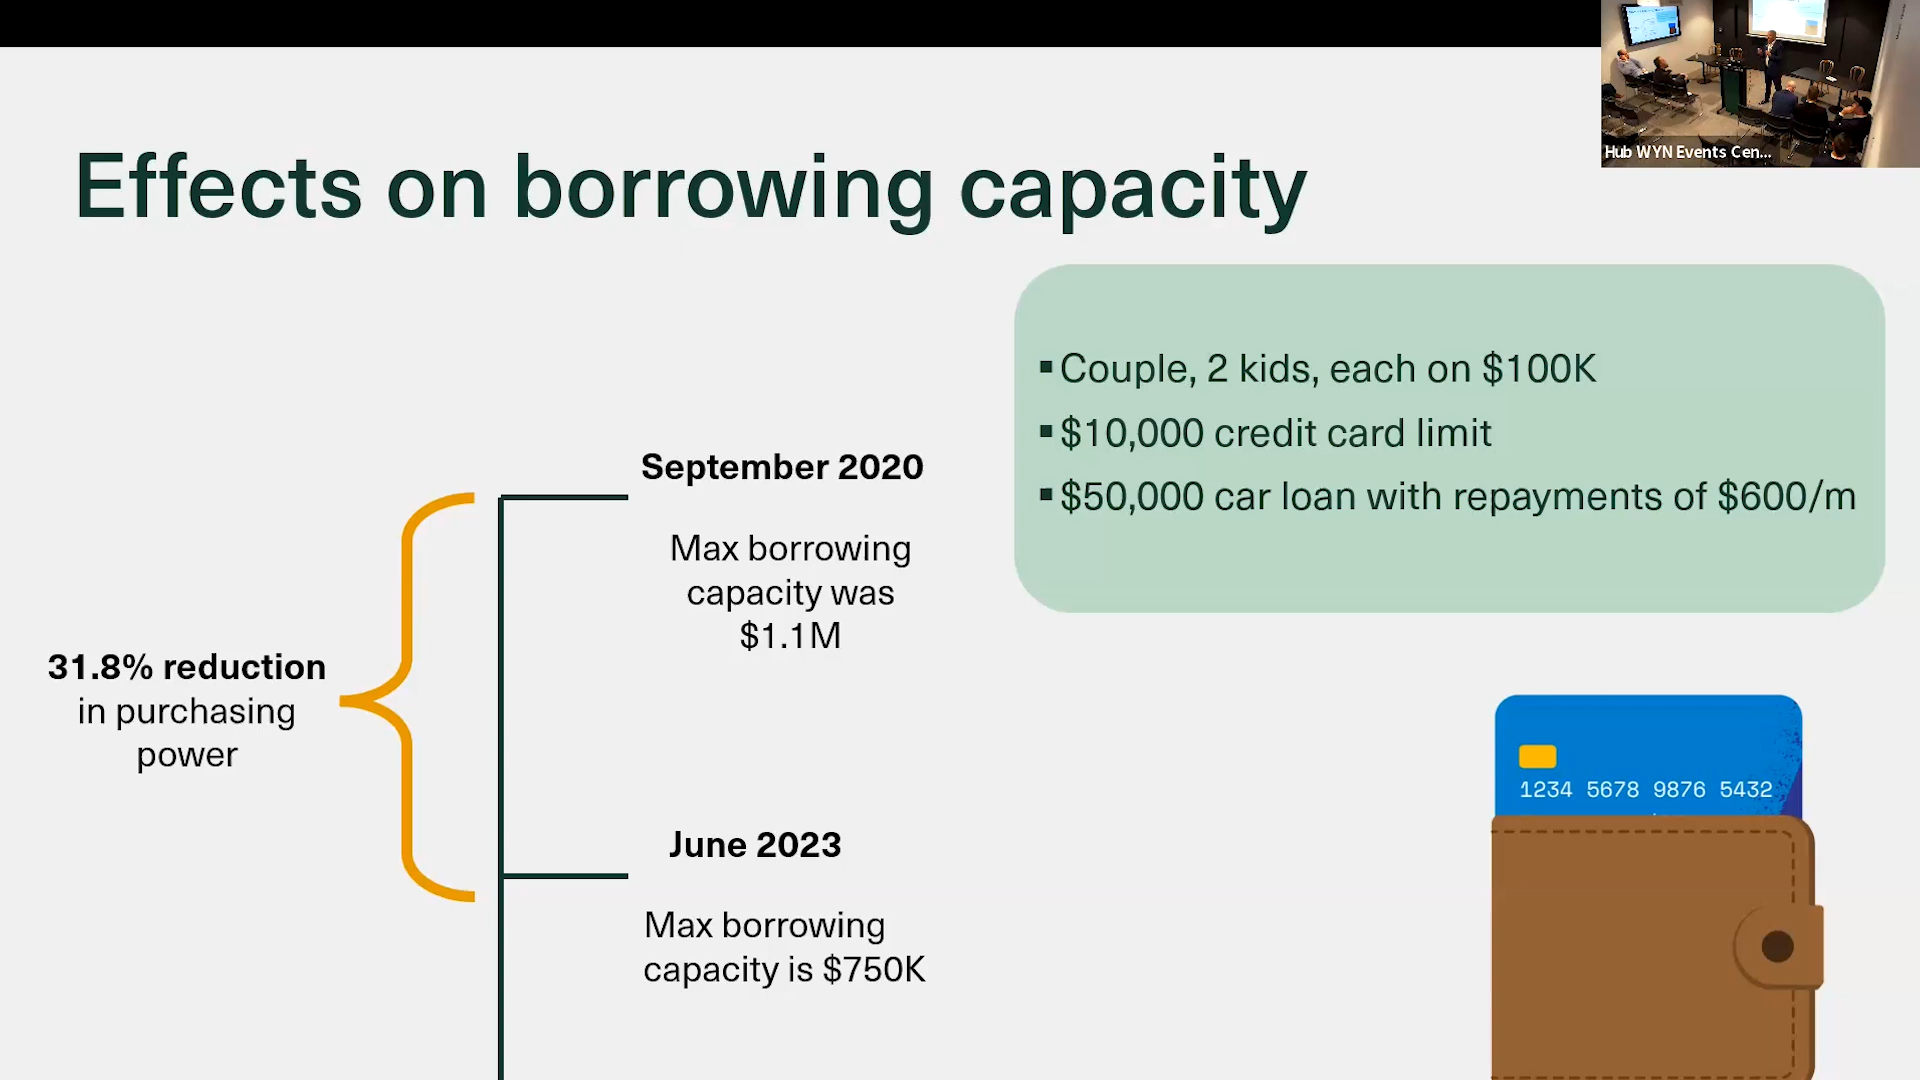 Hub WYN Events Cen...
Effects on borrowing capacity
▪Couple, 2 kids, each on $100K
▪$10,000 credit card limit
▪$50,000 car loan with repayments of $600/m
September 2020
Max borrowing
capacity was
$1.1M
31.8% reduction
in purchasing
power
June 2023
Max borrowing
capacity is $750K
1234 5678 9876 5432